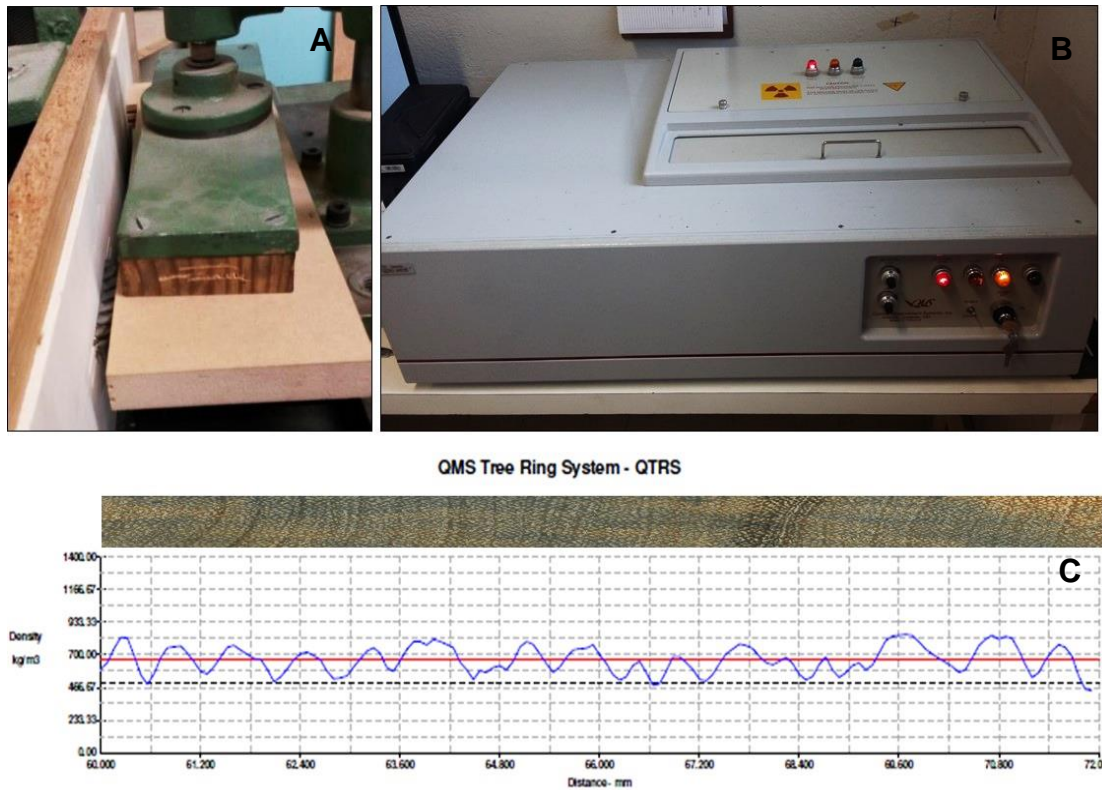 A
B
QMS
QMS Tree Ring System - QTRS
C
1400.00
1166.67
933.33
Density
700.00
kg/m3
466.67
233.33
0.00
60.000 61.200 62.400 63.600 64.800 66.000 67.200 68.400 69.600 70.800 72.0
Distance- mm